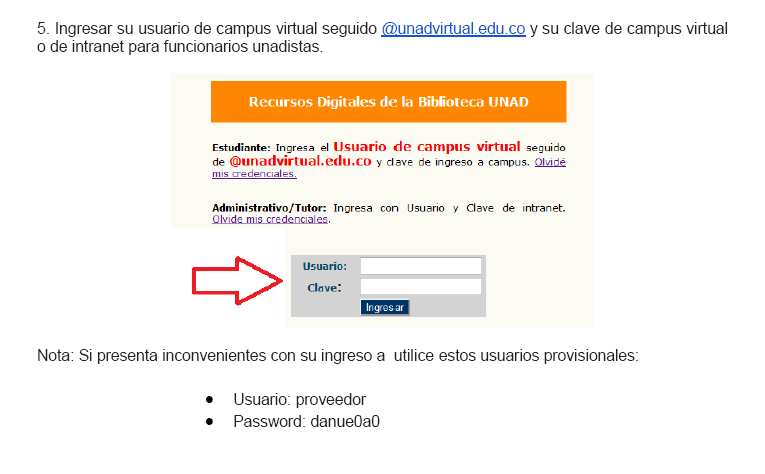 5. Ingresar su usuario de campus virtual seguido @unadvirtual.edu.co y su clave de campus virtual
o de intranet para funcionarios unadistas.
Recursos Digitales de la Biblioteca UNAD
Estudiante: Ingresa el Usuario de campus virtual seguido
de @unadvirtual.edu.co y clave de ingreso a campus. Olvidé
mis credenciales.
Administrativo/Tutor: Ingresa con Usuario y Clave de intranet.
Olvide mis credenciales.
Usuario:
Clave:
Ingresar
Nota: Si presenta inconvenientes con su ingreso a utilice estos usuarios provisionales:
● Usuario: proveedor
● Password: danue0a0